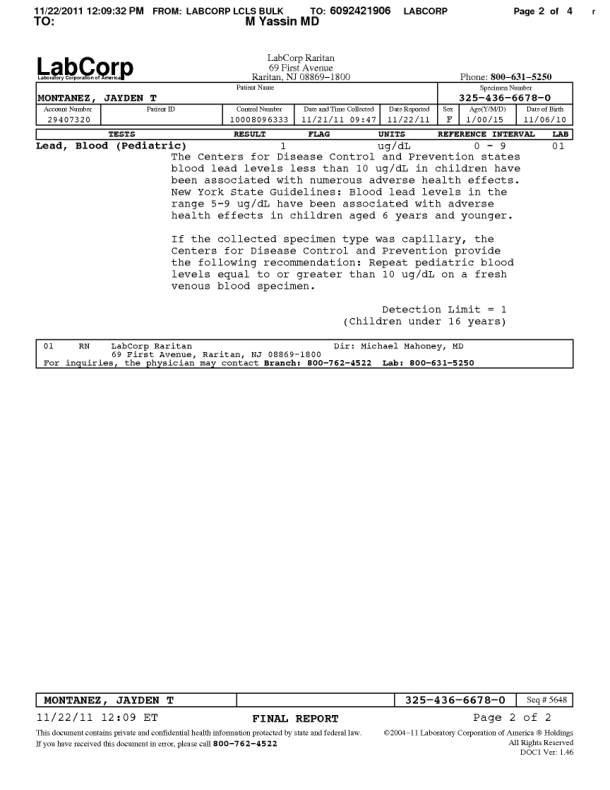 11/22/2011 12:09:32 PM FROM: LABCORP LCLS BULK TO: 6092421906 LABCORP Page 2 of 4 r
TO: M Yassin MD
LabCorp
Laboratory Corporation of America
LabCorp Raritan
69 First Avenue
Raritan, NJ 08869-1800 Phone: 800-631-5250
Patient Name Specimen Number
MONTANEZ, JAYDEN T 325-436-6678-0
Account Number Patient ID Control Number Date and Time Collected Date Reported Sex Age(Y/M/D) Date of Birth
29407320 10008096333 11/21/11 09:47 11/22/11 F 1/00/15 11/06/10
TESTS RESULT FLAG UNITS REFERENCE INTERVAL LAB
Lead, Blood (Pediatric) 1 ug/dL 0 - 9 01
The Centers for Disease Control and Prevention states
blood lead levels less than 10 ug/dL in children have
been associated with numerous adverse health effects.
New York State Guidelines: Blood lead levels in the
range 5-9 ug/dL have been associated with adverse
health effects in children aged 6 years and younger.
If the collected specimen type was capillary, the
Centers for Disease Control and Prevention provide
the following recommendation: Repeat pediatric blood
levels equal to or greater than 10 ug/dL on a fresh
venous blood specimen.
Detection Limit = 1
(Children under 16 years)
01 RN LabCorp Raritan Dir: Michael Mahoney, MD
69 First Avenue, Raritan, NJ 08869-1800
For inquiries, the physician may contact Branch: 800-762-4522 Lab: 800-631-5250
MONTANEZ, JAYDEN T 325-436-6678-0 Seq # 5648
11/22/11 12:09 ET FINAL REPORT Page 2 of 2
This document contains private and confidential health information protected by state and federal law. ©2004-11 Laboratory Corporation of America ® Holdings
If you have received this document in error, please call 800-762-4522 All Rights Reserved
DOC1 Ver: 1.46